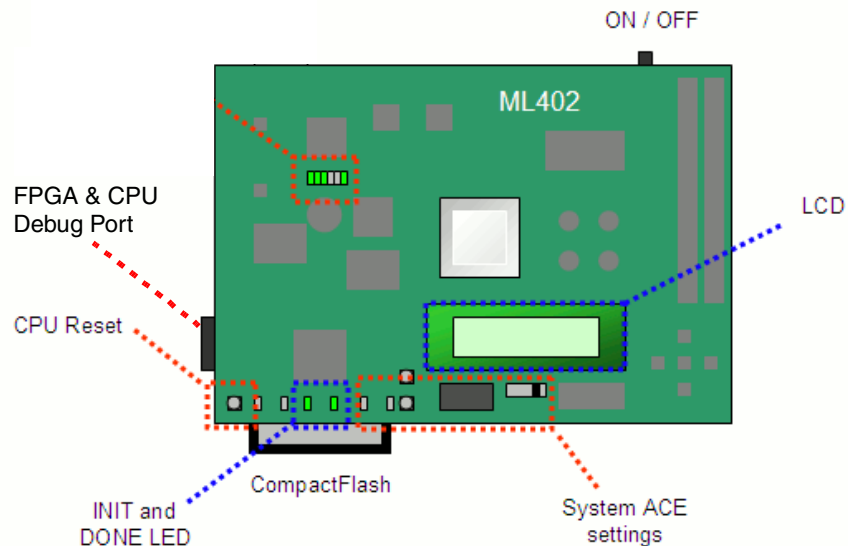 ON / OFF
ML402
FPGA & CPU
Debug Port
LCD
CPU Reset
CompactFlash
INIT and
DONE LED
System ACE
settings